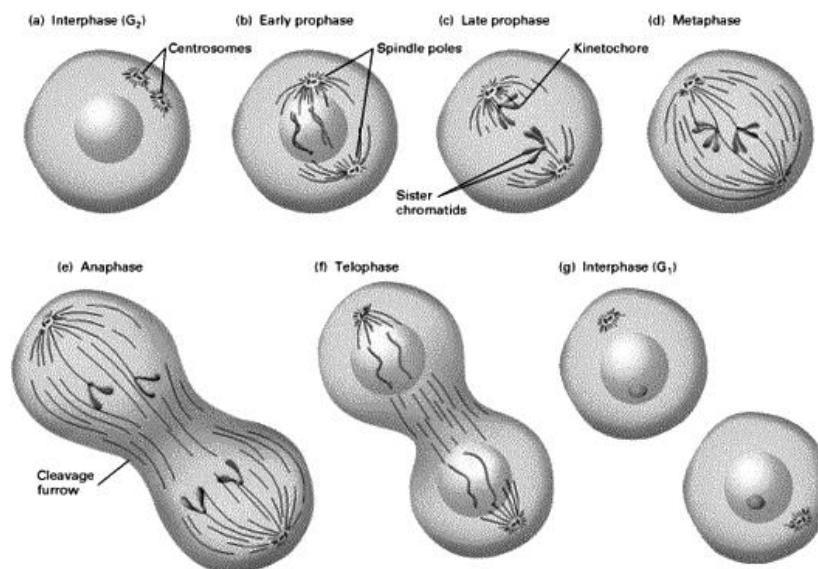 (a) Interphase (G₂)
(b) Early prophase
(c) Late prophase
(d) Metaphase
Centrosomes
Spindle poles
Kinetochore
Sister
chromatids
(e) Anaphase
(f) Telophase
(g) Interphase (G₁)
Cleavage
furrow